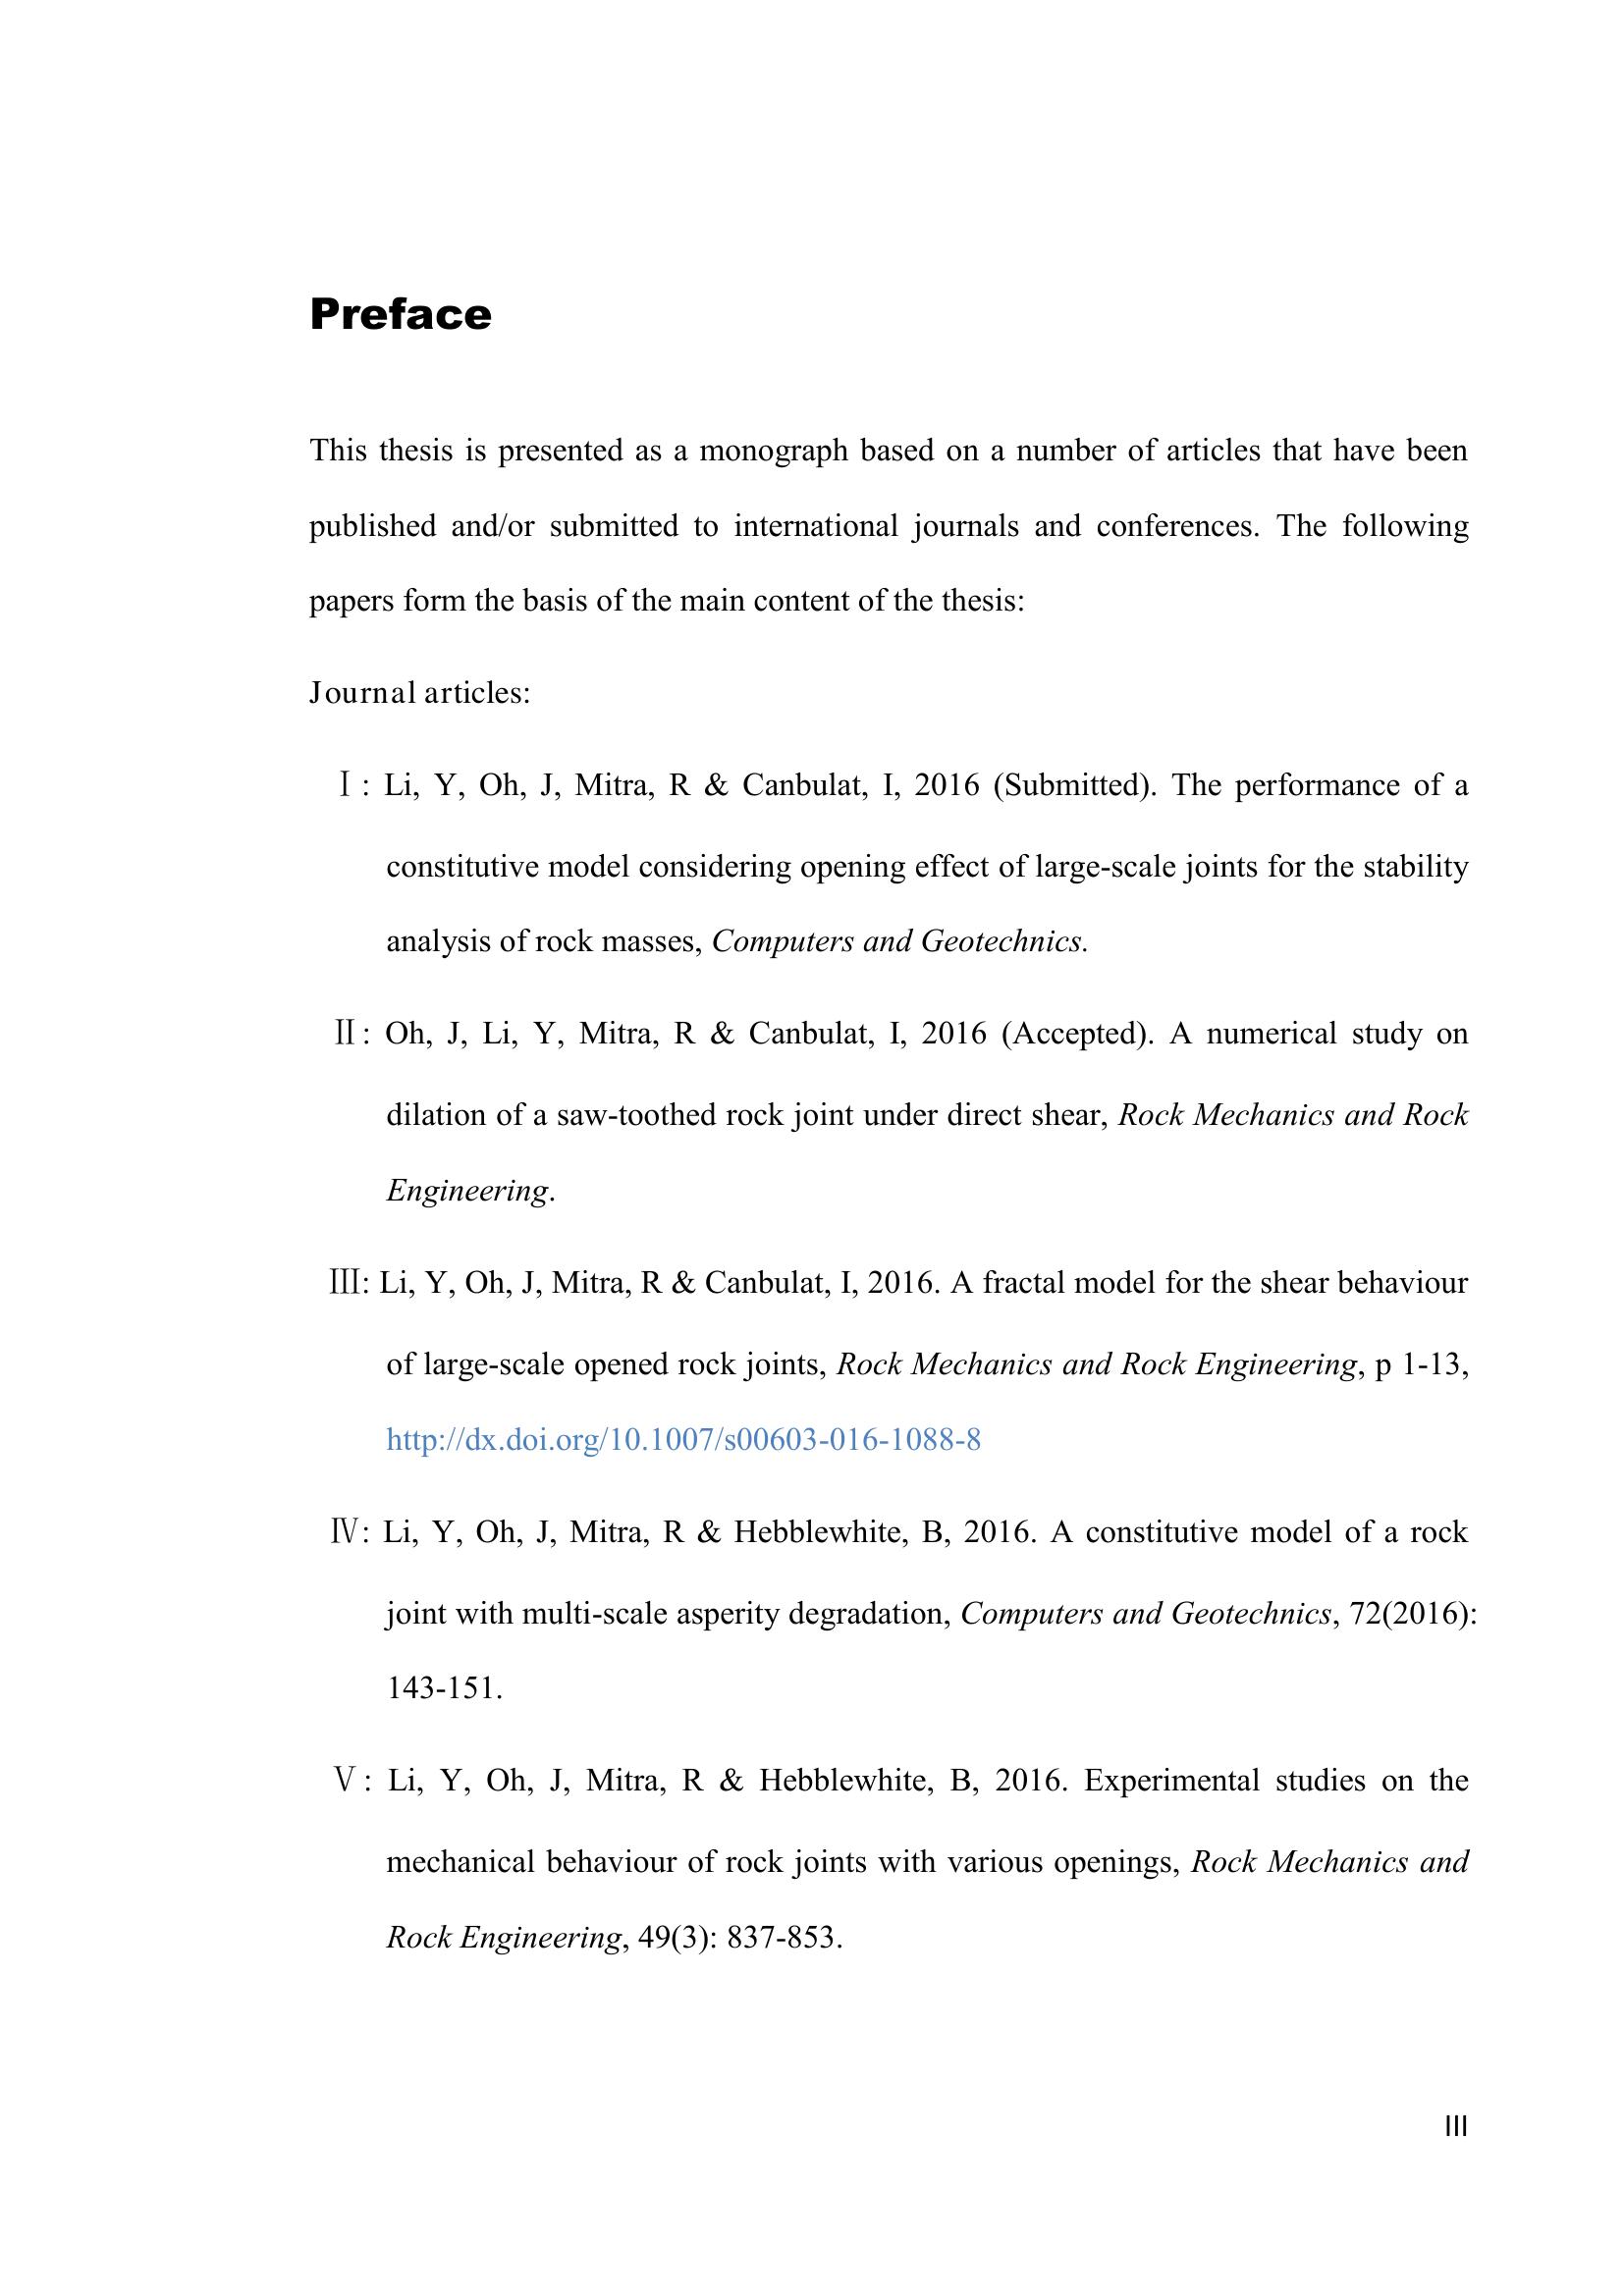 Preface
This thesis is presented as a monograph based on a number of articles that have been
published and/or submitted to international journals and conferences. The following
papers form the basis of the main content of the thesis:
Journal articles:
Ⅰ: Li, Y, Oh, J, Mitra, R & Canbulat, I, 2016 (Submitted). The performance of a
constitutive model considering opening effect of large-scale joints for the stability
analysis of rock masses, Computers and Geotechnics.
Ⅱ: Oh, J, Li, Y, Mitra, R & Canbulat, I, 2016 (Accepted). A numerical study on
dilation of a saw-toothed rock joint under direct shear, Rock Mechanics and Rock
Engineering.
Ⅲ: Li, Y, Oh, J, Mitra, R & Canbulat, I, 2016. A fractal model for the shear behaviour
of large-scale opened rock joints, Rock Mechanics and Rock Engineering, p 1-13,
http://dx.doi.org/10.1007/s00603-016-1088-8
Ⅳ: Li, Y, Oh, J, Mitra, R & Hebblewhite, B, 2016. A constitutive model of a rock
joint with multi-scale asperity degradation, Computers and Geotechnics, 72(2016):
143-151.
Ⅴ: Li, Y, Oh, J, Mitra, R & Hebblewhite, B, 2016. Experimental studies on the
mechanical behaviour of rock joints with various openings, Rock Mechanics and
Rock Engineering, 49(3): 837-853.
III